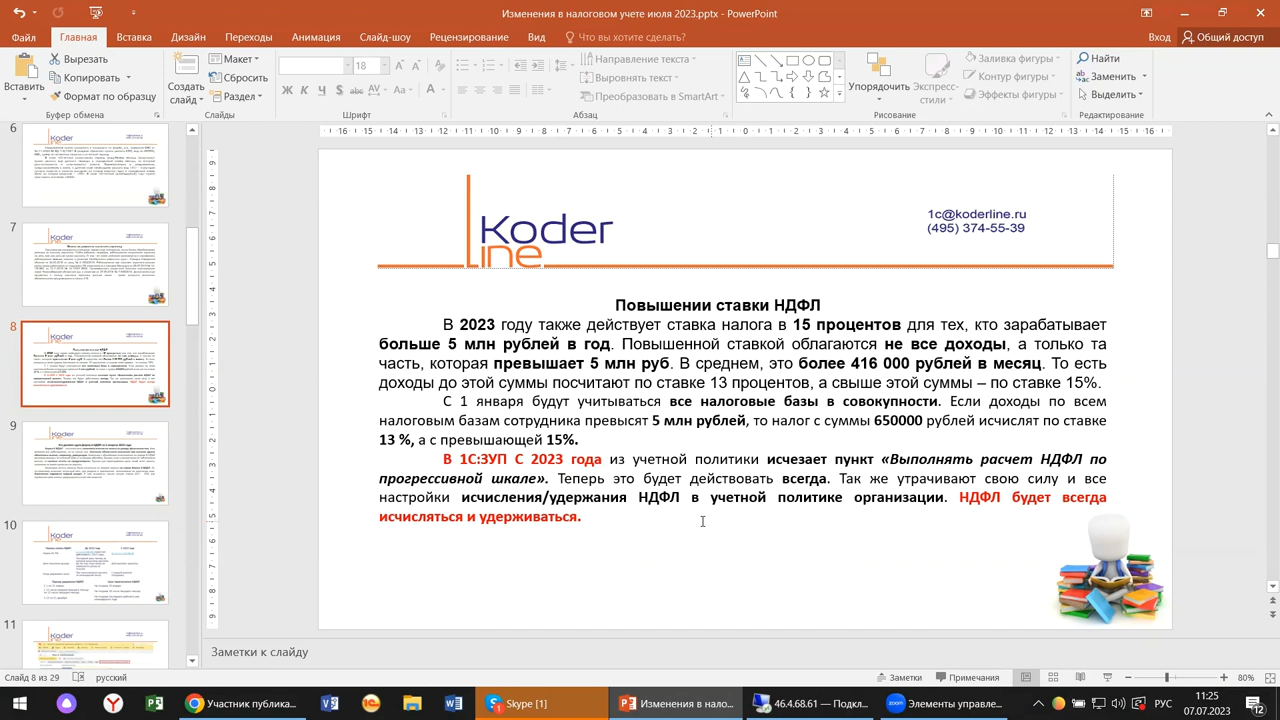 Изменения в налоговом учете 2023.pptx - PowerPoint
Файл Главная Вставка Дизайн Переходы Анимация Слайд-шоу Рецензирование Вид Что вы хотите сделать? Вход Общий доступ
Вставить Вырезать Копировать Формат по образцу
Буфер обмена
Создать слайд Макет Сбросить Раздел
Слайды
18
Ж К Ч S abc AV Aa А
Шрифт
Направление текста
Выровнять текст
Преобразовать в SmartArt
Абзац
Упорядочить Экспресс-стили
Заливка фигуры
Контур фигуры
Эффекты фигуры
Рисование
Найти
Заменить
Выделить
Редактирование
6
7
8
9
10
11
Koder
line
1c@koderline.ru
(495) 374-55-39
Повышении ставки НДФЛ
В 2023 году также действует ставка налога в 15 процентов для тех, кто зарабатывает
больше 5 млн рублей в год. Повышенной ставкой облагаются не все доходы, а только та
часть, которая превышает 5 млн руб. В среднем, это более 416 000 рублей в месяц. То есть
доходы до этой суммы посчитают по ставке 13 процентов, а свыше этой суммы – по ставке 15%.
С 1 января будут учитываться все налоговые базы в совокупности. Если доходы по всем
налоговым базам сотрудника превысят 5 млн рублей, то налог с суммы 650000 рублей исчислят по ставке
13 %, а с превышающей 15%.
В 1С:ЗУП С 2023 года из учетной политики исчезает пункт «Выполнять расчет НДФЛ по
прогрессивной шкале». Теперь это будет действовать всегда. Так же утрачивают свою силу и все
настройки исчисления/удержания НДФЛ в учетной политике организации. НДФЛ будет всегда
исчисляться и удерживаться.
Заметки к слайду
Слайд 8 из 29 русский Заметки Примечания 80%
Участник публика... Skype [1] Изменения в нало... 46.4.68.61 — Подкл... Элементы управле... РУС 11:25
07.07.2023